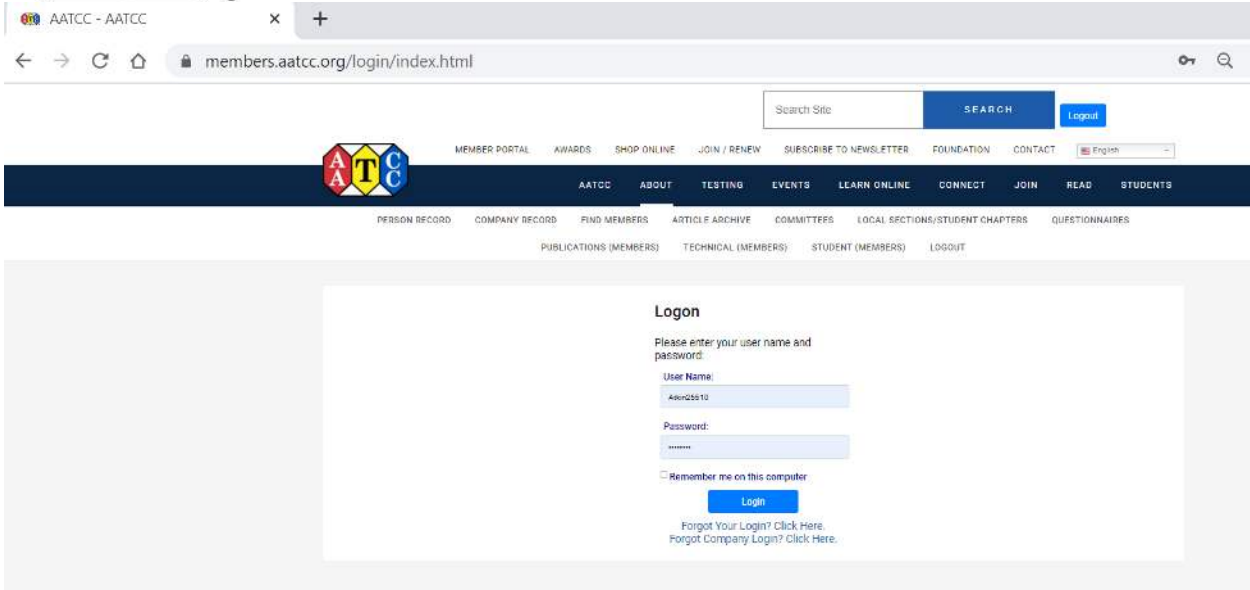 AATCC - AATCC
members.aatcc.org/login/index.html
Search Site SEARCH Logout
MEMBER PORTAL AWARDS SHOP ONLINE JOIN / RENEW SUBSCRIBE TO NEWSLETTER FOUNDATION CONTACT English
AATCC
AATCC ABOUT TESTING EVENTS LEARN ONLINE CONNECT JOIN READ STUDENTS
PERSON RECORD COMPANY RECORD FIND MEMBERS ARTICLE ARCHIVE COMMITTEES LOCAL SECTIONS/STUDENT CHAPTERS QUESTIONNAIRES
PUBLICATIONS (MEMBERS) TECHNICAL (MEMBERS) STUDENT (MEMBERS) LOGOUT
Logon
Please enter your user name and
password:
User Name:
Password:
Remember me on this computer
Login
Forgot Your Login? Click Here.
Forgot Company Login? Click Here.